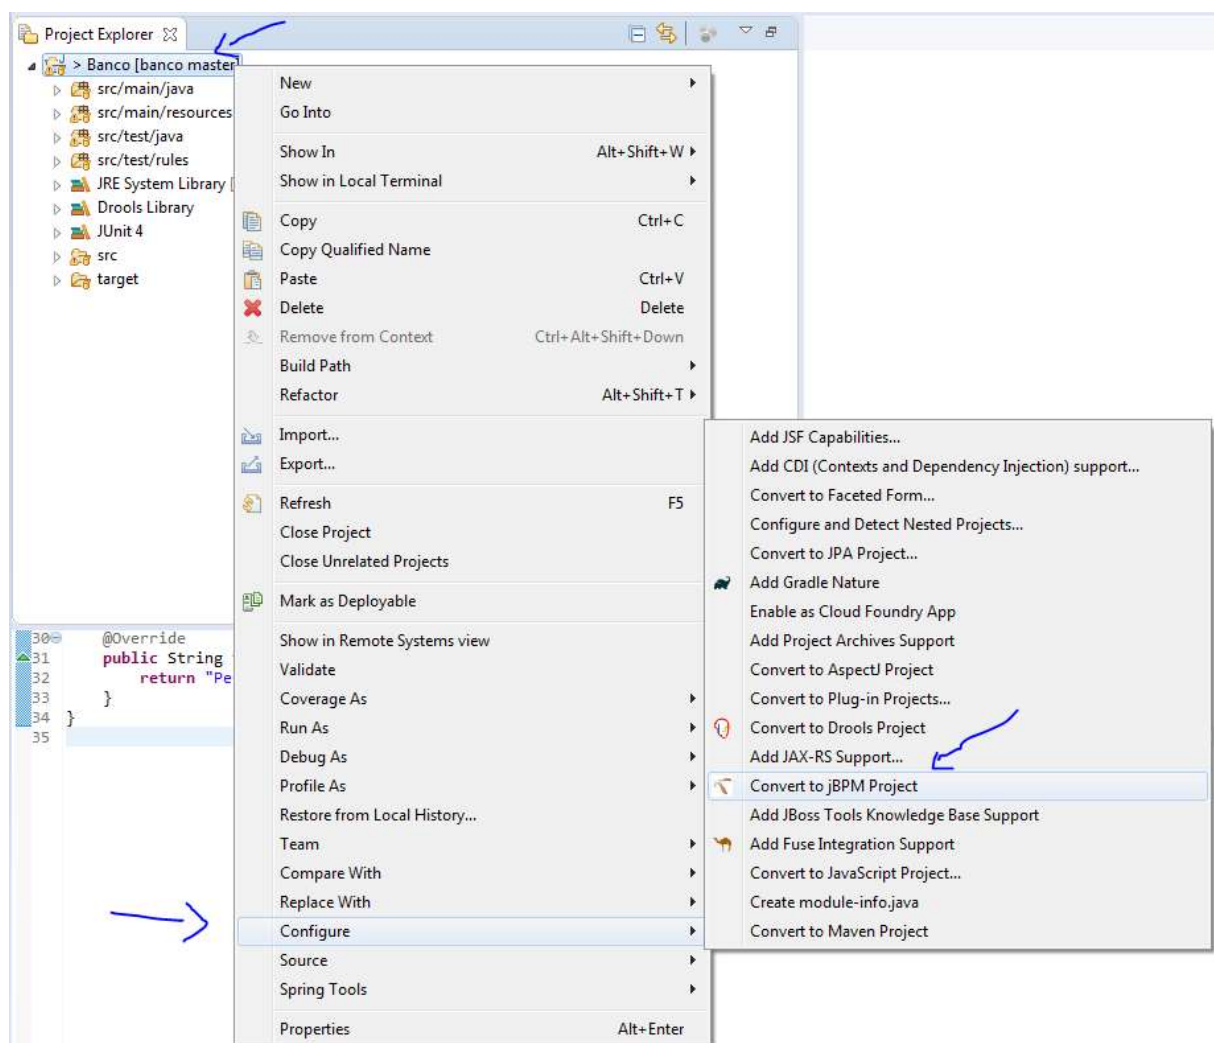 Project Explorer
> Banco [banco master]
src/main/java
src/main/resources
src/test/java
src/test/rules
JRE System Library [
Drools Library
JUnit 4
src
target
New
Go Into
Show In Alt+Shift+W
Show in Local Terminal
Copy Ctrl+C
Copy Qualified Name
Paste Ctrl+V
Delete Delete
Remove from Context Ctrl+Alt+Shift+Down
Build Path
Refactor Alt+Shift+T
Import...
Export...
Refresh F5
Close Project
Close Unrelated Projects
Mark as Deployable
Show in Remote Systems view
Validate
Coverage As
Run As
Debug As
Profile As
Restore from Local History...
Team
Compare With
Replace With
Configure
Source
Spring Tools
Properties Alt+Enter
Add JSF Capabilities...
Add CDI (Contexts and Dependency Injection) support...
Convert to Faceted Form...
Configure and Detect Nested Projects...
Convert to JPA Project...
Add Gradle Nature
Enable as Cloud Foundry App
Add Project Archives Support
Convert to AspectJ Project
Convert to Plug-in Projects...
Convert to Drools Project
Add JAX-RS Support...
Convert to jBPM Project
Add JBoss Tools Knowledge Base Support
Add Fuse Integration Support
Convert to JavaScript Project...
Create module-info.java
Convert to Maven Project
30 @Override
31 public String
32 return "Pe
33 }
34 }
35